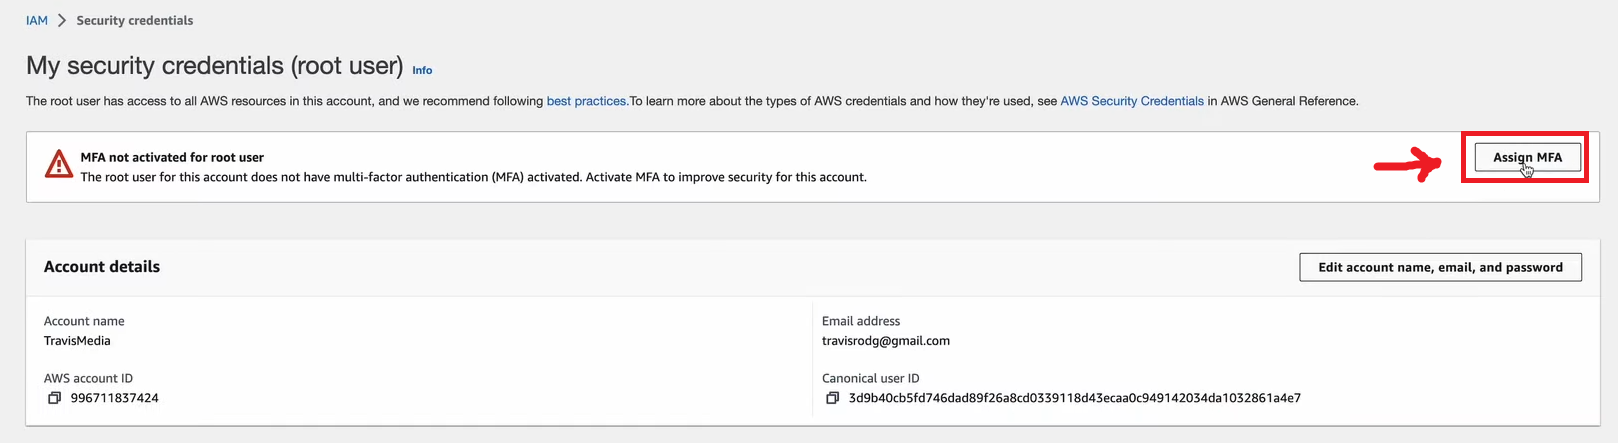 IAM > Security credentials
My security credentials (root user) Info
The root user has access to all AWS resources in this account, and we recommend following best practices.To learn more about the types of AWS credentials and how they're used, see AWS Security Credentials in AWS General Reference.
MFA not activated for root user
The root user for this account does not have multi-factor authentication (MFA) activated. Activate MFA to improve security for this account.
Assign MFA
Account details
Edit account name, email, and password
Account name
TravisMedia
Email address
travisrodg@gmail.com
AWS account ID
996711837424
Canonical user ID
3d9b40cb5fd746dad89f26a8cd0339118d43ecaa0c949142034da1032861a4e7